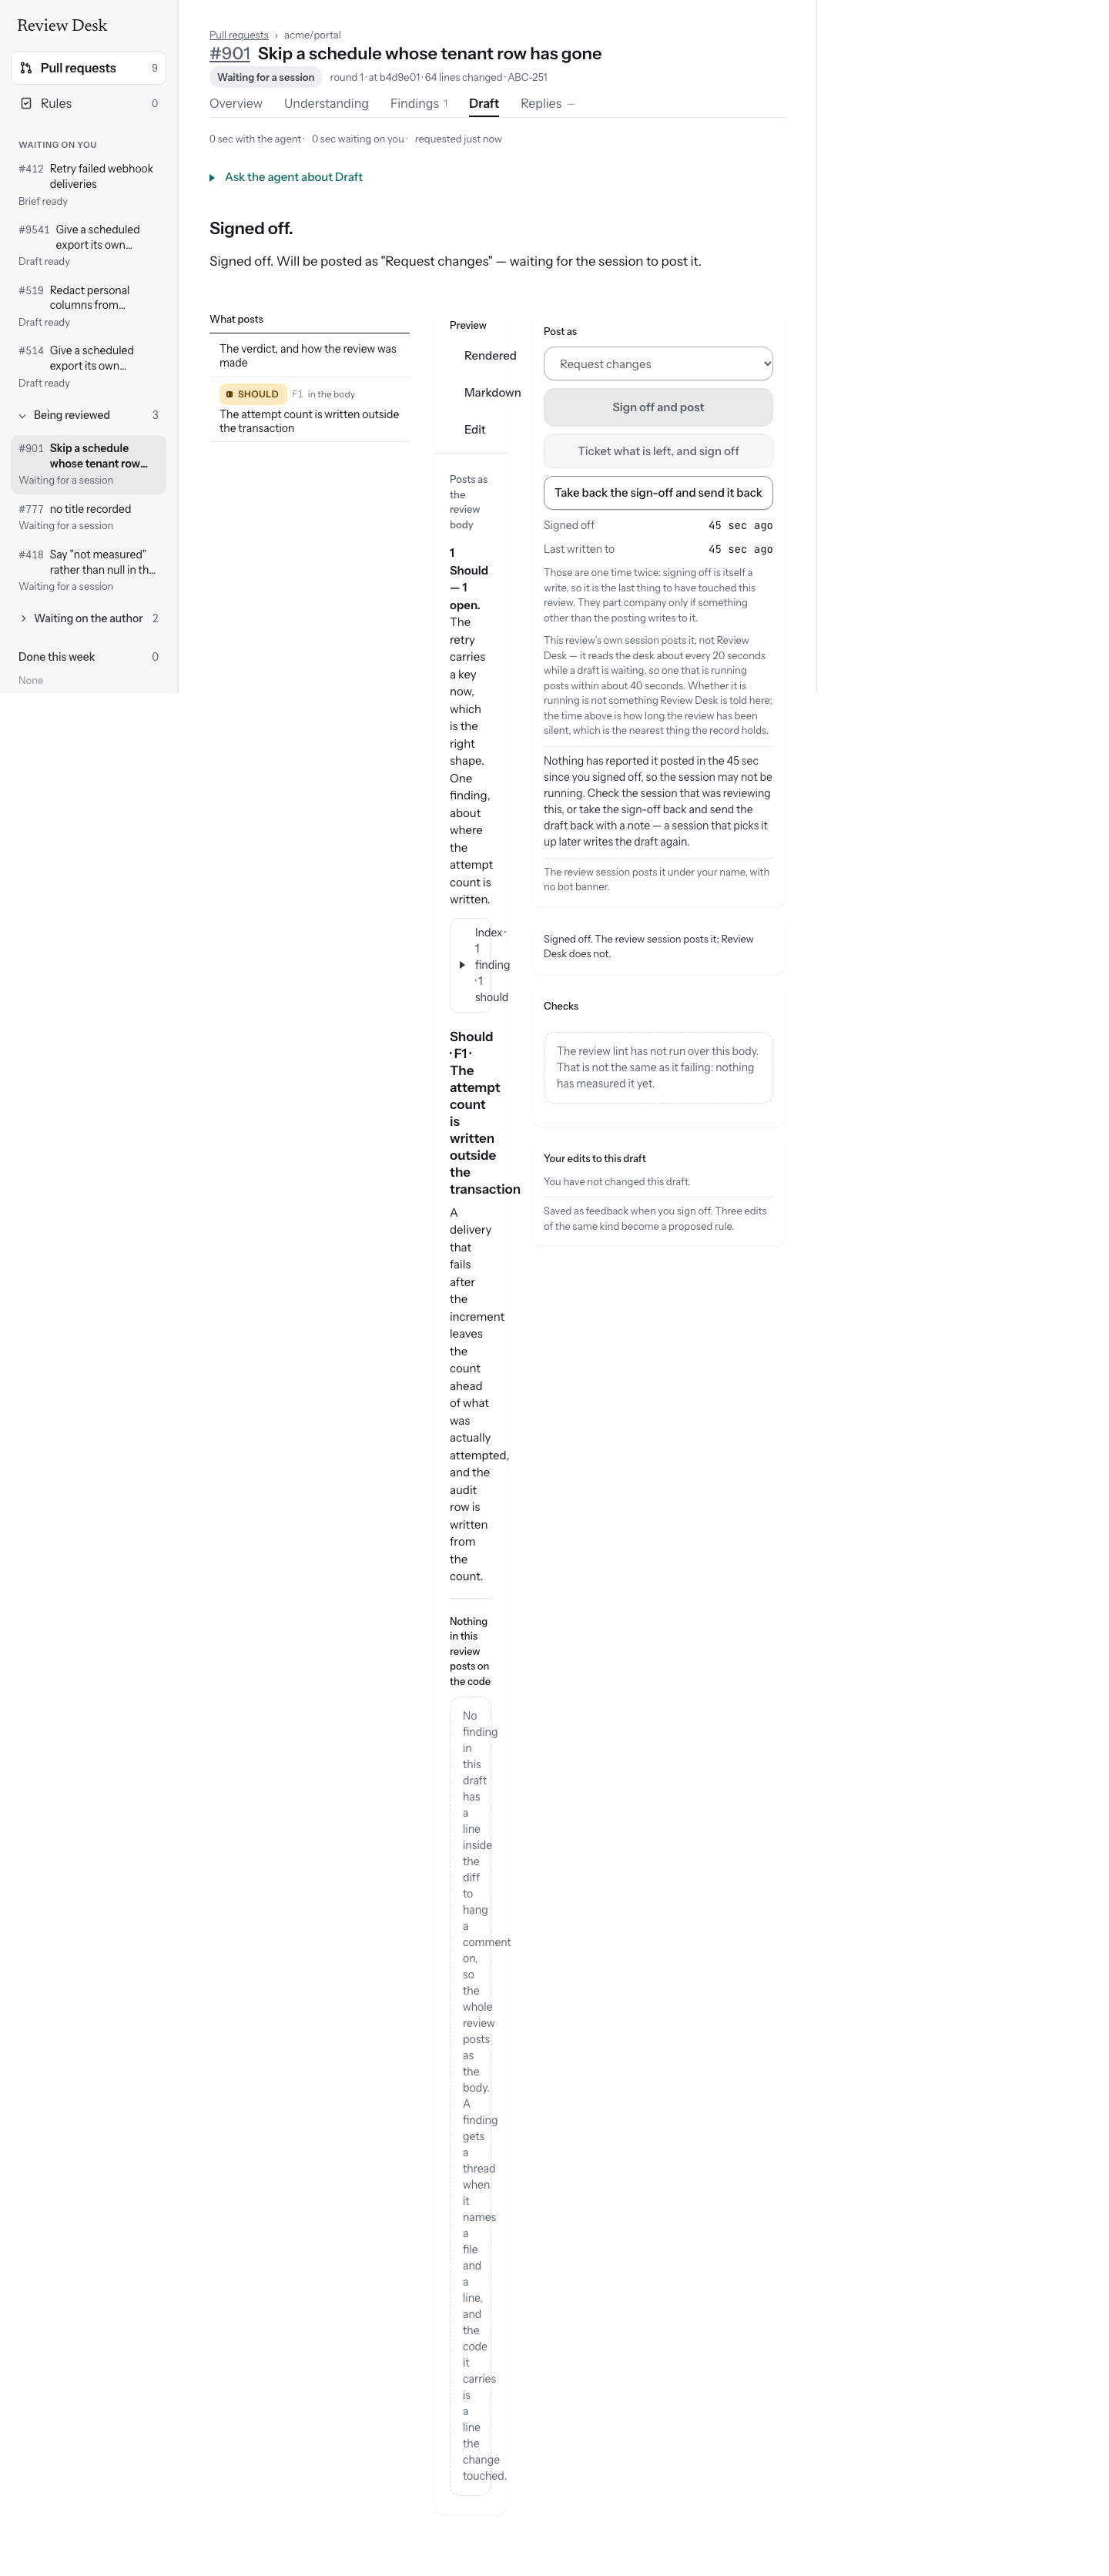 Review Desk
Pull requests 9
Rules 0
WAITING ON YOU
#412 Retry failed webhook
deliveries
Brief ready
#9541 Give a scheduled
export its own...
Draft ready
#519 Redact personal
columns from...
Draft ready
#514 Give a scheduled
export its own...
Draft ready
Being reviewed 3
#901 Skip a schedule
whose tenant row...
Waiting for a session
#777 no title recorded
Waiting for a session
#418 Say "not measured"
rather than null in th...
Waiting for a session
Waiting on the author 2
Done this week 0
None
Pull requests › acme/portal
#901 Skip a schedule whose tenant row has gone
Waiting for a session round 1 · at b4d9e01 · 64 lines changed · ABC-251
Overview Understanding Findings 1 Draft Replies —
0 sec with the agent · 0 sec waiting on you · requested just now
Ask the agent about Draft
Signed off.
Signed off. Will be posted as "Request changes" — waiting for the session to post it.
What posts
The verdict, and how the review was
made
SHOULD F1 in the body
The attempt count is written outside
the transaction
Preview
Rendered
Markdown
Edit
Posts as
the
review
body
1
Should
— 1
open.
The
retry
carries
a key
now,
which
is the
right
shape.
One
finding,
about
where
the
attempt
count is
written.
Index ·
1
finding
· 1
should
Should
· F1 ·
The
attempt
count
is
written
outside
the
transaction
A
delivery
that
fails
after
the
increment
leaves
the
count
ahead
of what
was
actually
attempted,
and the
audit
row is
written
from
the
count.
Nothing
in this
review
posts on
the code
No
finding
in
this
draft
has
a
line
inside
the
diff
to
hang
a
comment
on,
so
the
whole
review
posts
as
the
body.
A
finding
gets
a
thread
when
it
names
a
file
and
a
line,
and
the
code
it
carries
is
a
line
the
change
touched.
Post as
Request changes
Sign off and post
Ticket what is left, and sign off
Take back the sign-off and send it back
Signed off 45 sec ago
Last written to 45 sec ago
Those are one time twice: signing off is itself a
write, so it is the last thing to have touched this
review. They part company only if something
other than the posting writes to it.
This review's own session posts it, not Review
Desk — it reads the desk about every 20 seconds
while a draft is waiting, so one that is running
posts within about 40 seconds. Whether it is
running is not something Review Desk is told here;
the time above is how long the review has been
silent, which is the nearest thing the record holds.
Nothing has reported it posted in the 45 sec
since you signed off, so the session may not be
running. Check the session that was reviewing
this, or take the sign-off back and send the
draft back with a note — a session that picks it
up later writes the draft again.
The review session posts it under your name, with
no bot banner.
Signed off. The review session posts it; Review
Desk does not.
Checks
The review lint has not run over this body.
That is not the same as it failing: nothing
has measured it yet.
Your edits to this draft
You have not changed this draft.
Saved as feedback when you sign off. Three edits
of the same kind become a proposed rule.